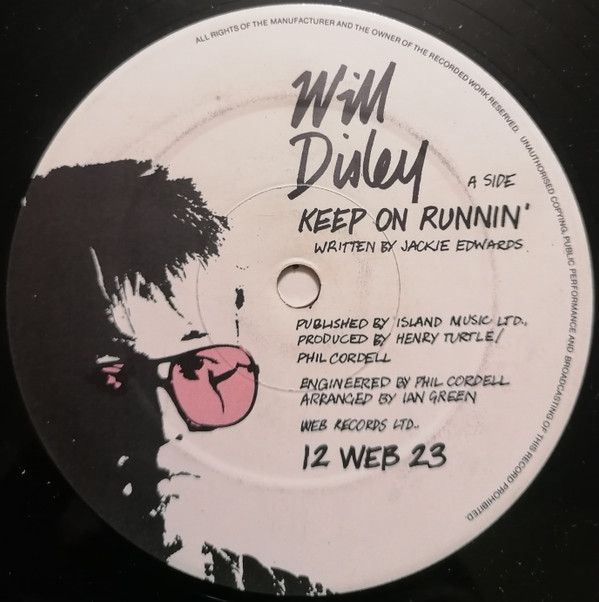 ALL RIGHTS OF THE MANUFACTURER AND THE OWNER OF THE RECORDED WORK RESERVED. UNAUTHORISED COPYING, PUBLIC PERFORMANCE AND BROADCASTING OF THIS RECORD PROHIBITED.
Will
Disley
A SIDE
KEEP ON RUNNIN'
WRITTEN BY JACKIE EDWARDS.
PUBLISHED BY ISLAND MUSIC LTD.,
PRODUCED BY HENRY TURTLE/
PHIL CORDELL
ENGINEERED BY PHIL CORDELL
ARRANGED BY IAN GREEN
WEB RECORDS LTD.,
12 WEB 23